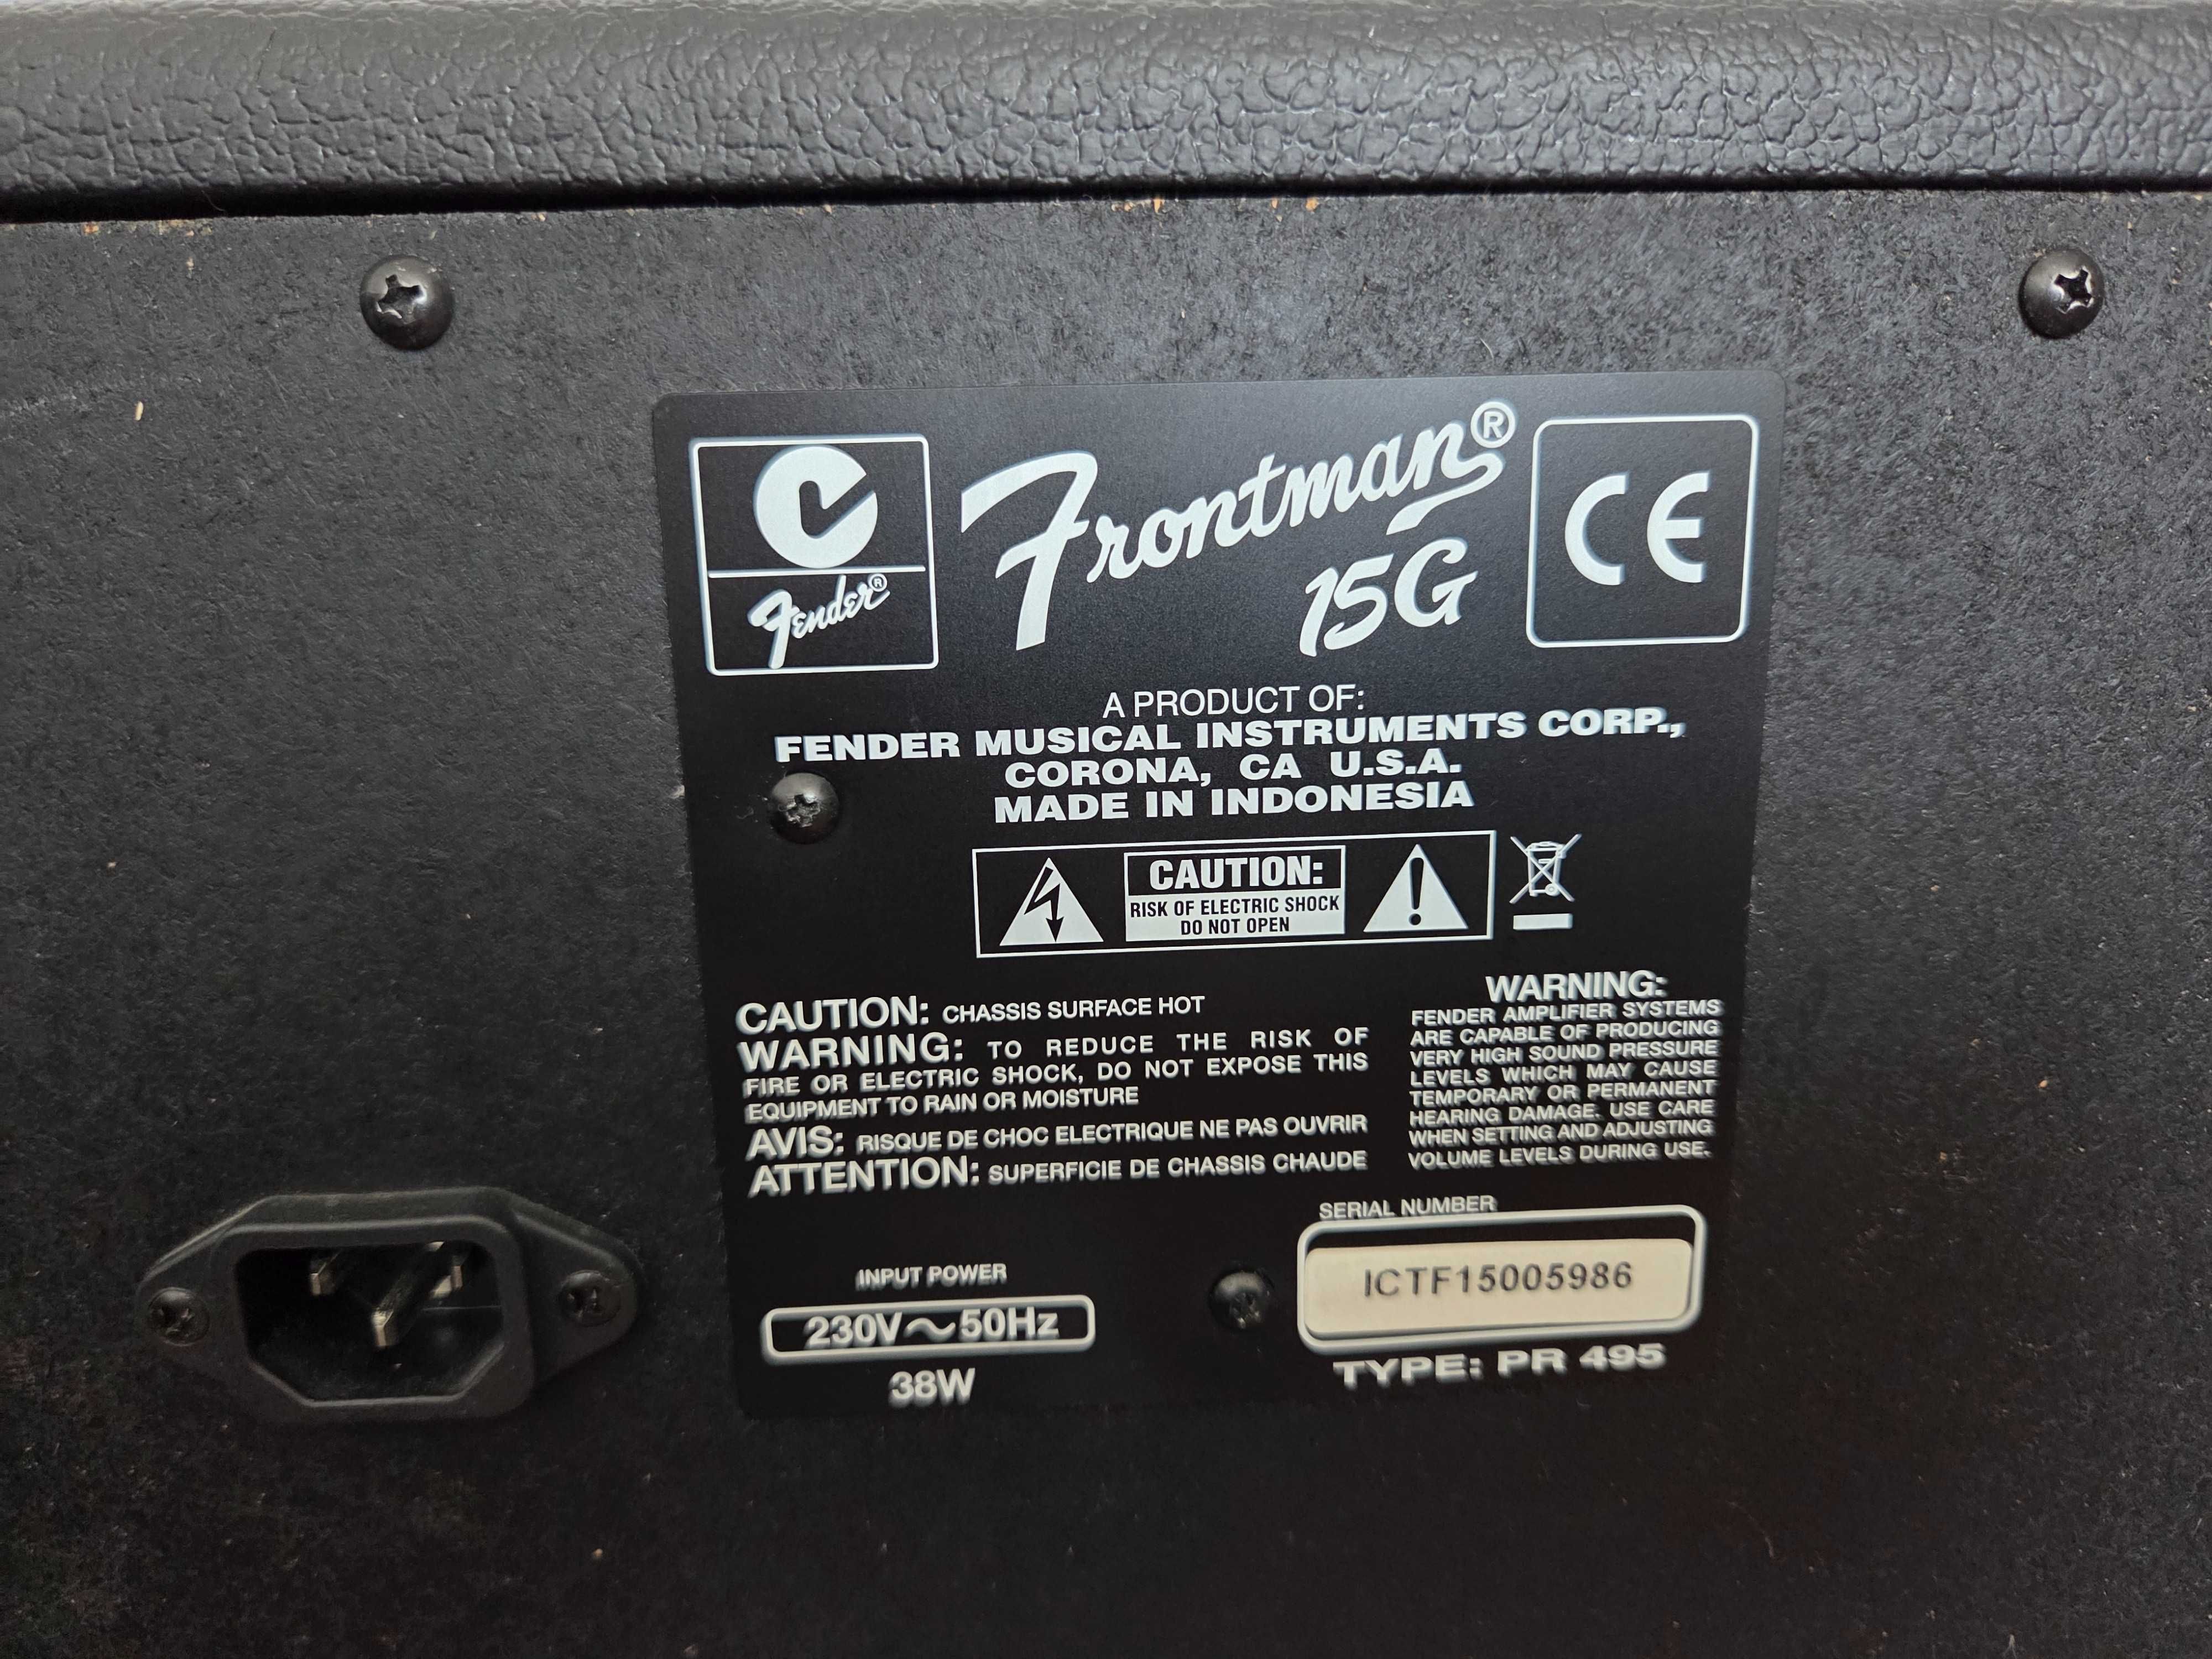 Fender®
Frontman®
15G
CE
A PRODUCT OF:
FENDER MUSICAL INSTRUMENTS CORP.,
CORONA, CA U.S.A.
MADE IN INDONESIA
CAUTION:
RISK OF ELECTRIC SHOCK
DO NOT OPEN
CAUTION: CHASSIS SURFACE HOT
WARNING: TO REDUCE THE RISK OF
FIRE OR ELECTRIC SHOCK, DO NOT EXPOSE THIS
EQUIPMENT TO RAIN OR MOISTURE
AVIS: RISQUE DE CHOC ELECTRIQUE NE PAS OUVRIR
ATTENTION: SUPERFICIE DE CHASSIS CHAUDE
WARNING:
FENDER AMPLIFIER SYSTEMS
ARE CAPABLE OF PRODUCING
VERY HIGH SOUND PRESSURE
LEVELS WHICH MAY CAUSE
TEMPORARY OR PERMANENT
HEARING DAMAGE. USE CARE
WHEN SETTING AND ADJUSTING
VOLUME LEVELS DURING USE.
INPUT POWER
230V~50Hz
38W
SERIAL NUMBER
ICTF15005986
TYPE: PR 495